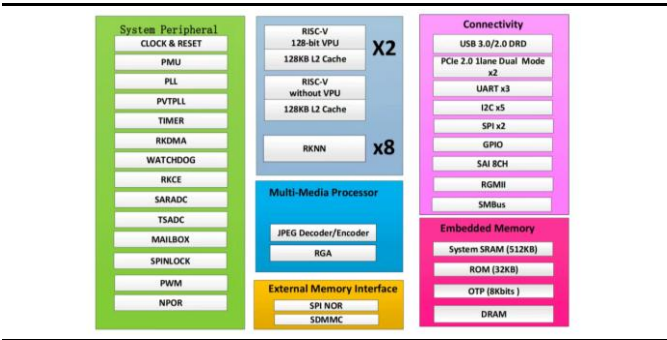 System Peripheral
CLOCK & RESET
PMU
PLL
PVTPLL
TIMER
RKDMA
WATCHDOG
RKCE
SARADC
TSADC
MAILBOX
SPINLOCK
PWM
NPOR
RISC-V
128-bit VPU
128KB L2 Cache
X2
RISC-V
without VPU
128KB L2 Cache
RKNN
x8
Multi-Media Processor
JPEG Decoder/Encoder
RGA
External Memory Interface
SPI NOR
SDMMC
Connectivity
USB 3.0/2.0 DRD
PCIe 2.0 1lane Dual Mode
x2
UART x3
I2C x5
SPI x2
GPIO
SAI 8CH
RGMII
SMBus
Embedded Memory
System SRAM (512KB)
ROM (32KB)
OTP (8Kbits )
DRAM